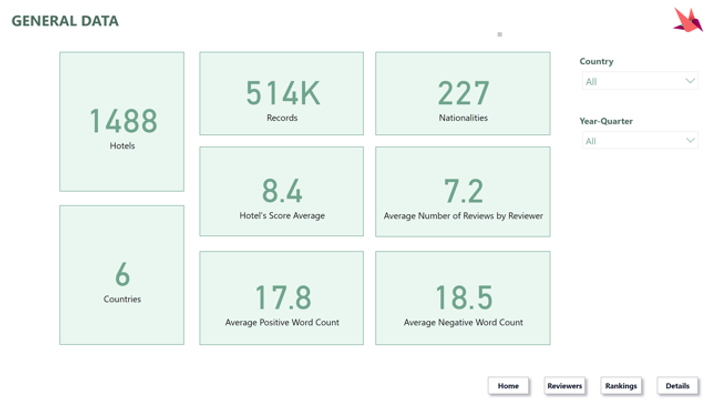 GENERAL DATA
1488
Hotels
514K
Records
227
Nationalities
Country
All
Year-Quarter
All
8.4
Hotel's Score Average
7.2
Average Number of Reviews by Reviewer
6
Countries
17.8
Average Positive Word Count
18.5
Average Negative Word Count
Home
Reviewers
Rankings
Details